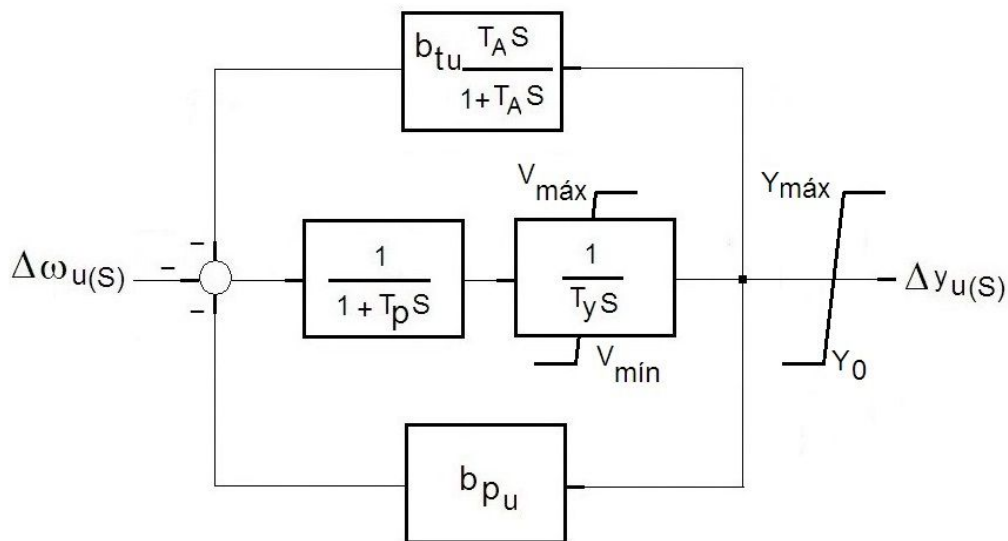 b_tu T_A S
1+T_A S
V_máx
Y_máx
Δω_u(S)
1
1+T_p S
1
T_y S
Δy_u(S)
V_mín
Y_0
b_p_u
− − −